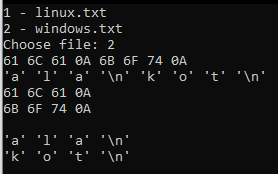 1 - linux.txt
2 - windows.txt
Choose file: 2
61 6C 61 0A 6B 6F 74 0A
'a' 'l' 'a' '\n' 'k' 'o' 't' '\n'
61 6C 61 0A
6B 6F 74 0A
'a' 'l' 'a' '\n'
'k' 'o' 't' '\n'